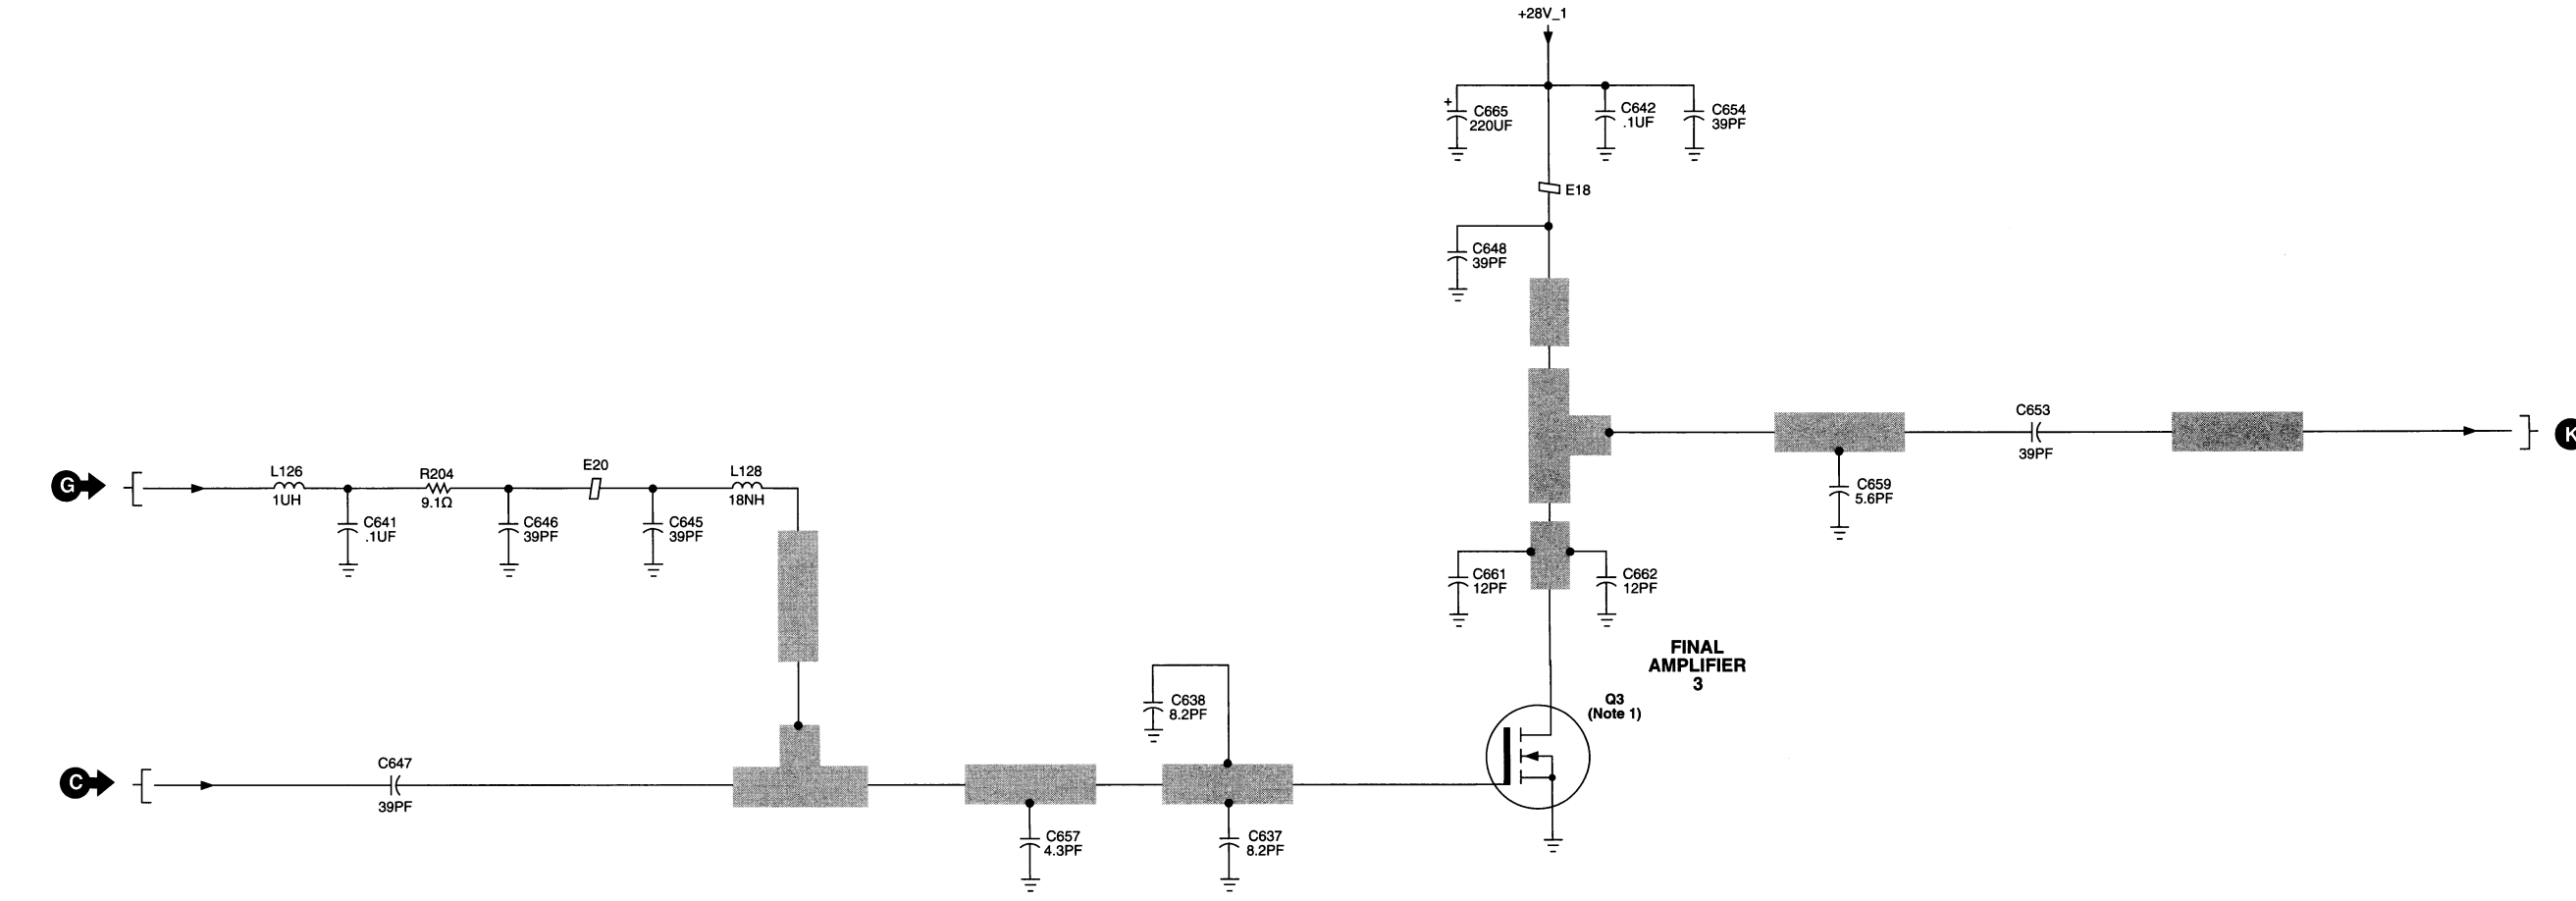 +28V_1
+
C665
220UF
C642
.1UF
C654
39PF
E18
C648
39PF
C653
39PF
K
C659
5.6PF
G
L126
1UH
R204
9.1Ω
E20
L128
18NH
C641
.1UF
C646
39PF
C645
39PF
C661
12PF
C662
12PF
FINAL
AMPLIFIER
3
Q3
(Note 1)
C638
8.2PF
C
C647
39PF
C657
4.3PF
C637
8.2PF